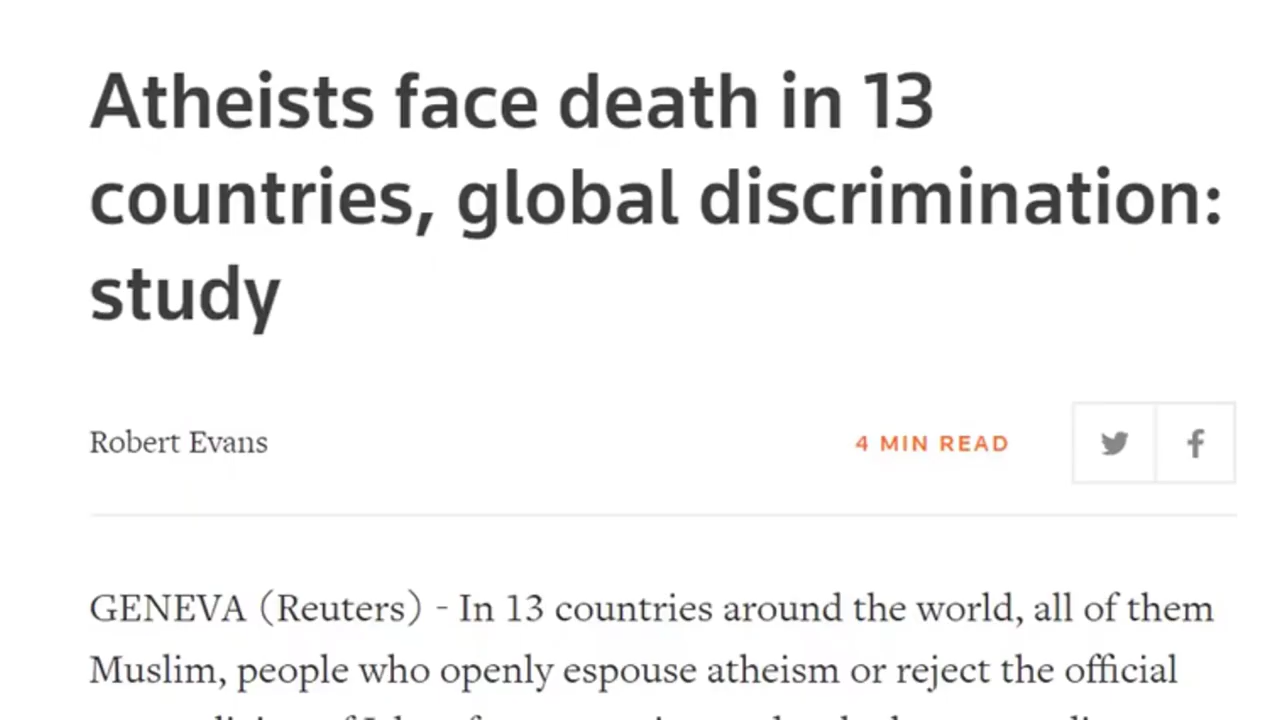 Atheists face death in 13
countries, global discrimination:
study
Robert Evans
4 MIN READ
GENEVA (Reuters) - In 13 countries around the world, all of them
Muslim, people who openly espouse atheism or reject the official